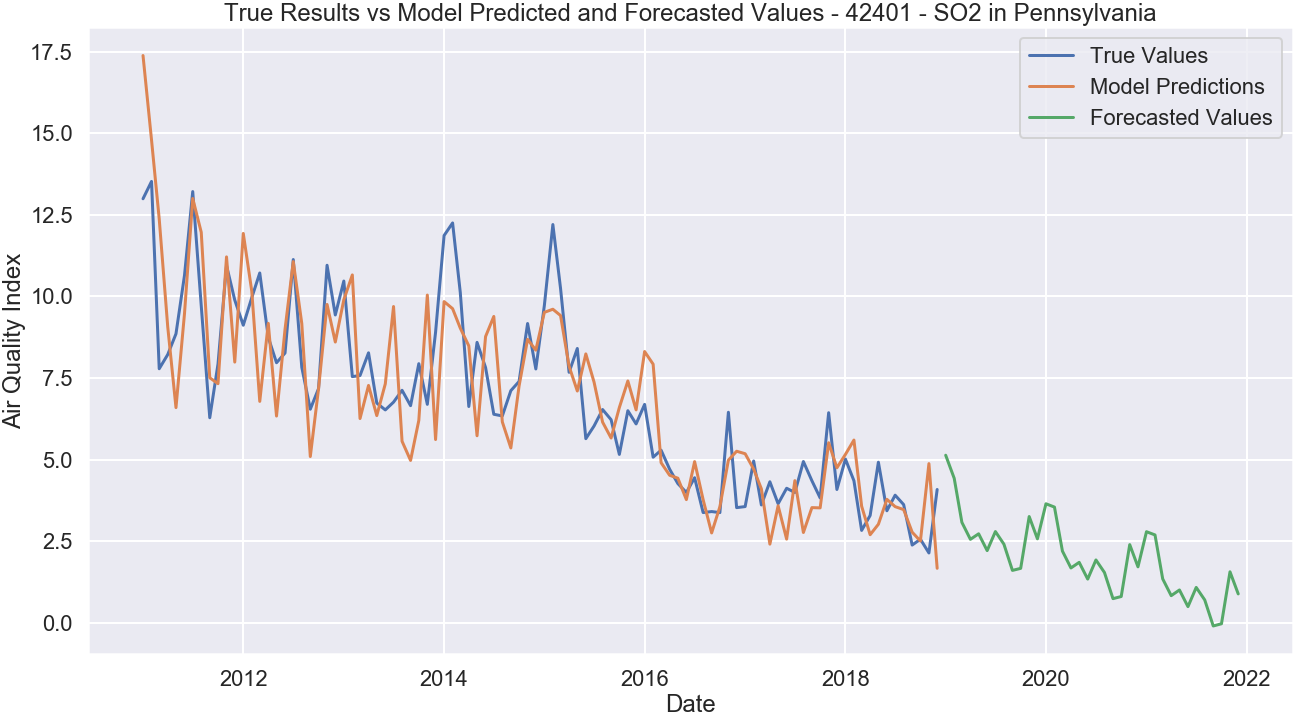 True Results vs Model Predicted and Forecasted Values - 42401 - SO2 in Pennsylvania
True Values
Model Predictions
Forecasted Values
Air Quality Index
17.5
15.0
12.5
10.0
7.5
5.0
2.5
0.0
2012 2014 2016 2018 2020 2022
Date